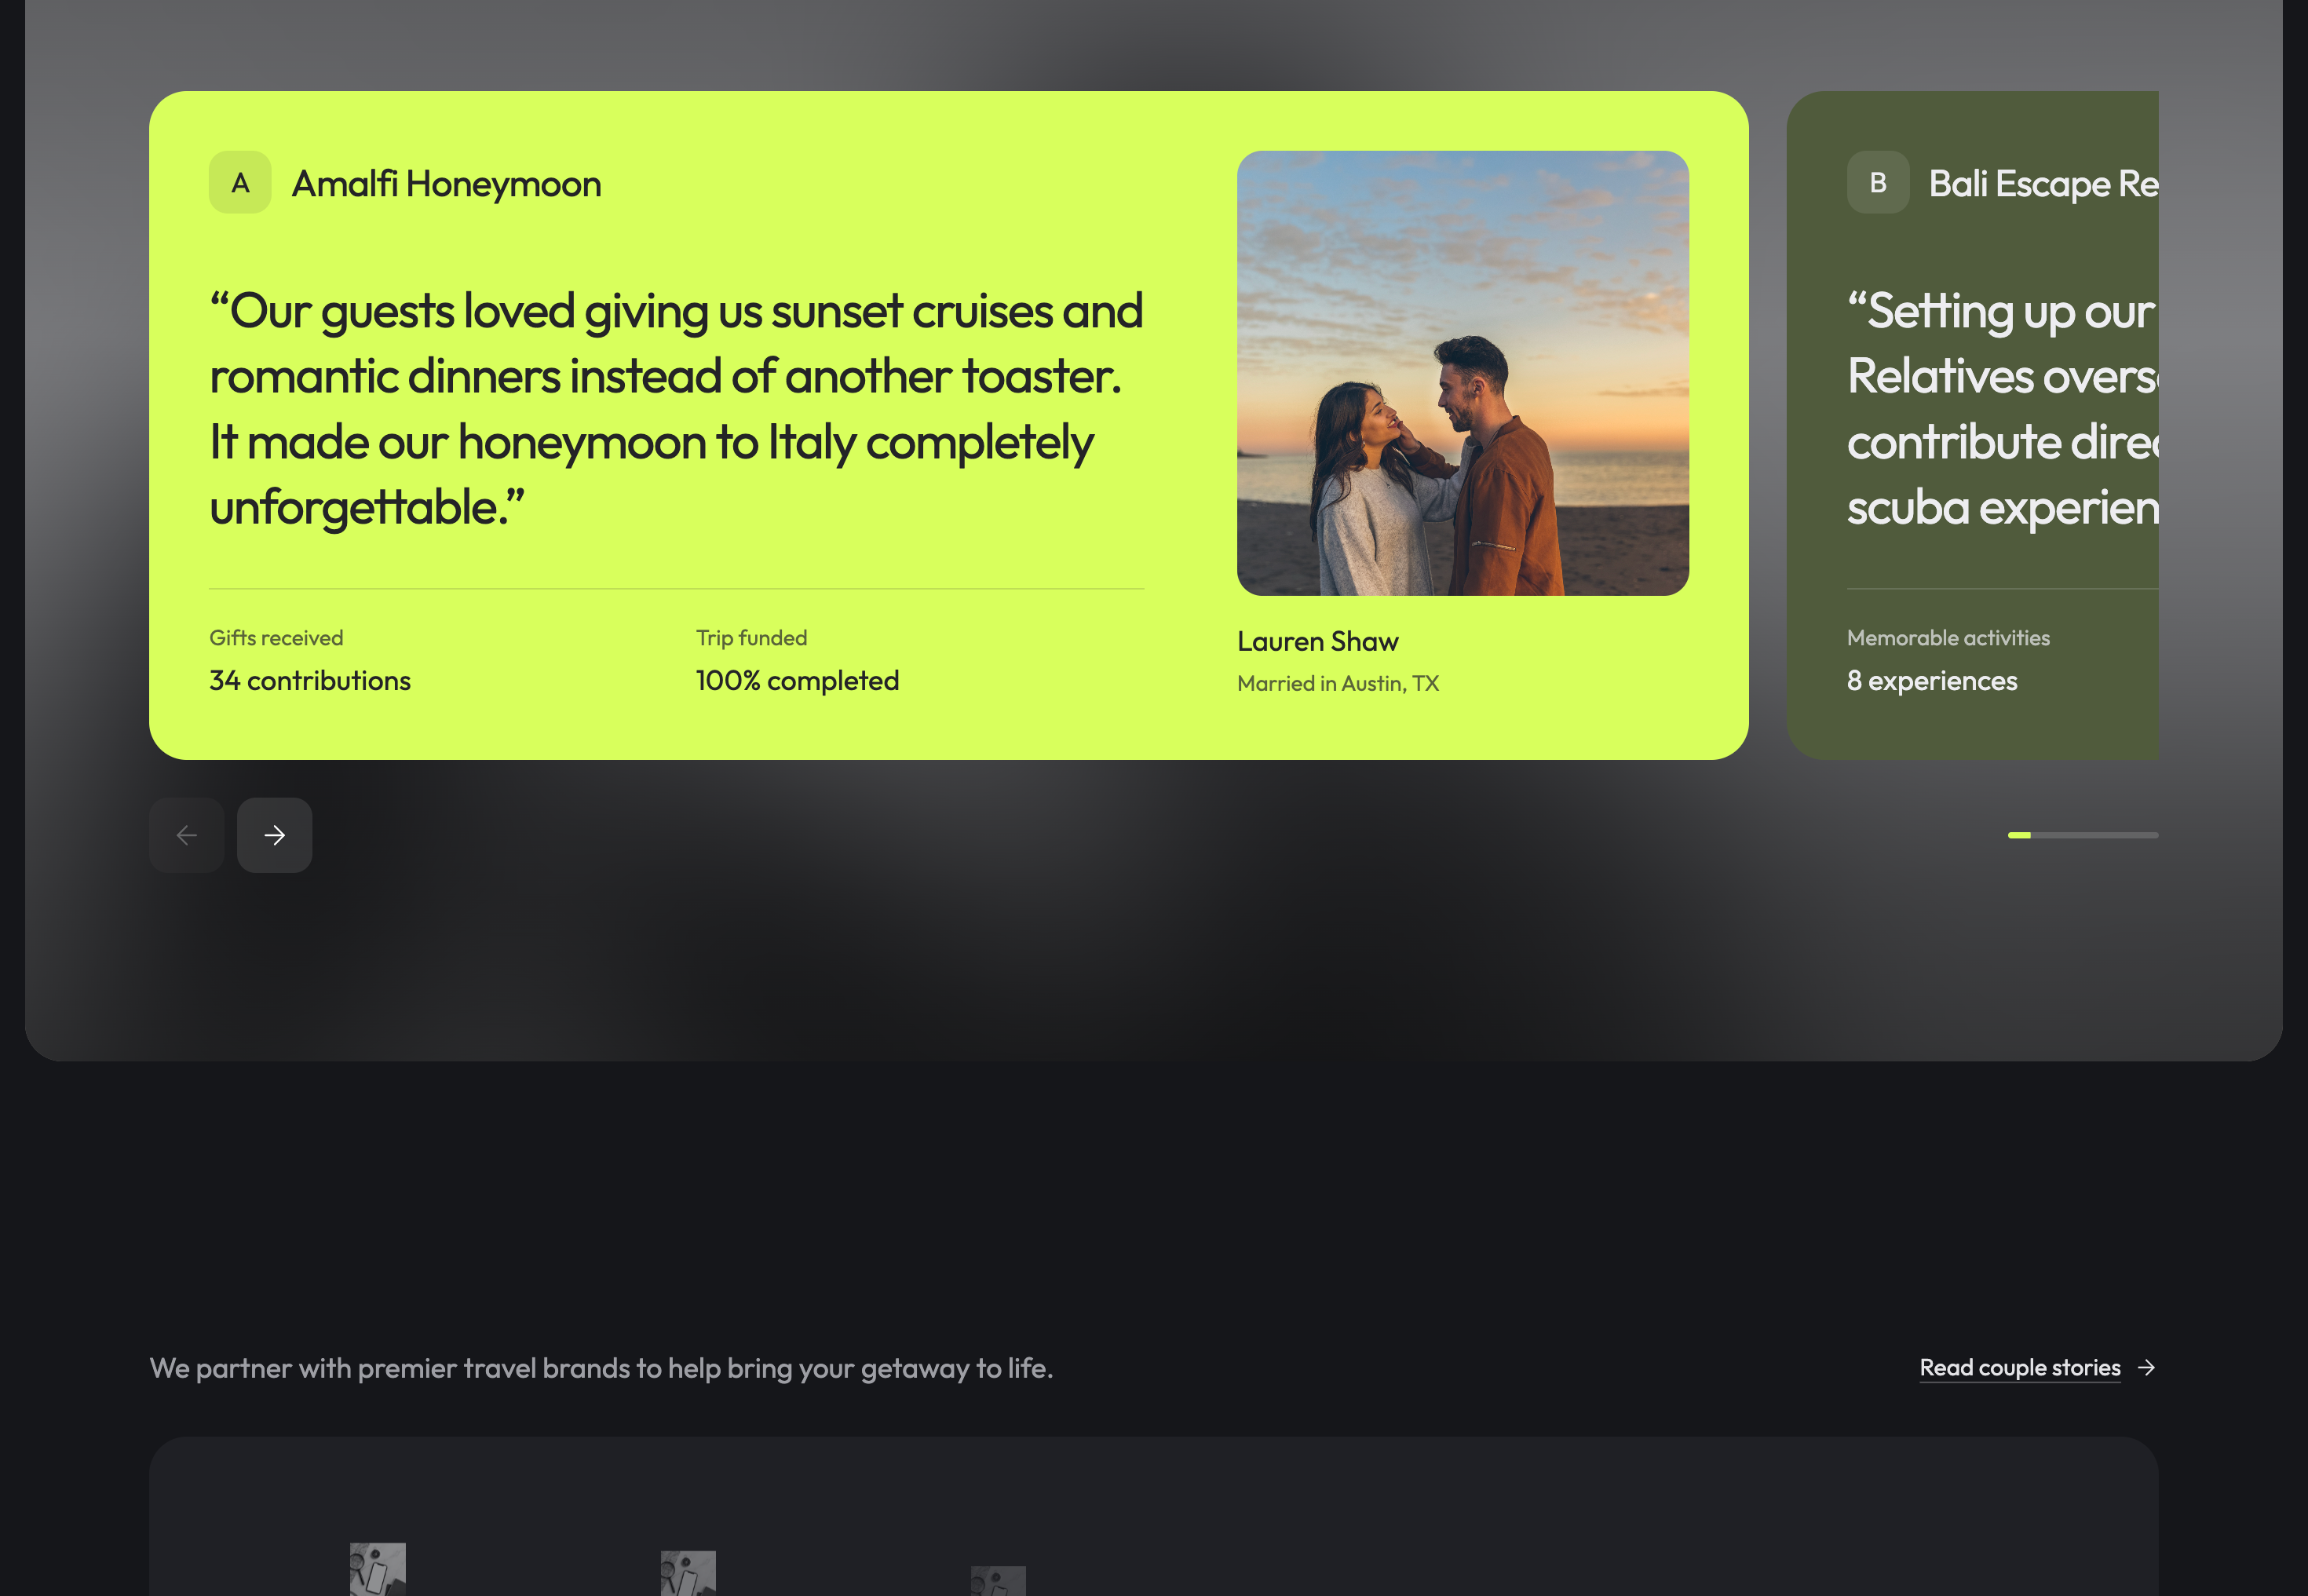 A
Amalfi Honeymoon
“Our guests loved giving us sunset cruises and
romantic dinners instead of another toaster.
It made our honeymoon to Italy completely
unforgettable.”
Gifts received
34 contributions
Trip funded
100% completed
Lauren Shaw
Married in Austin, TX
B
Bali Escape Re
“Setting up our
Relatives overs
contribute direc
scuba experien
Memorable activities
8 experiences
We partner with premier travel brands to help bring your getaway to life.
Read couple stories